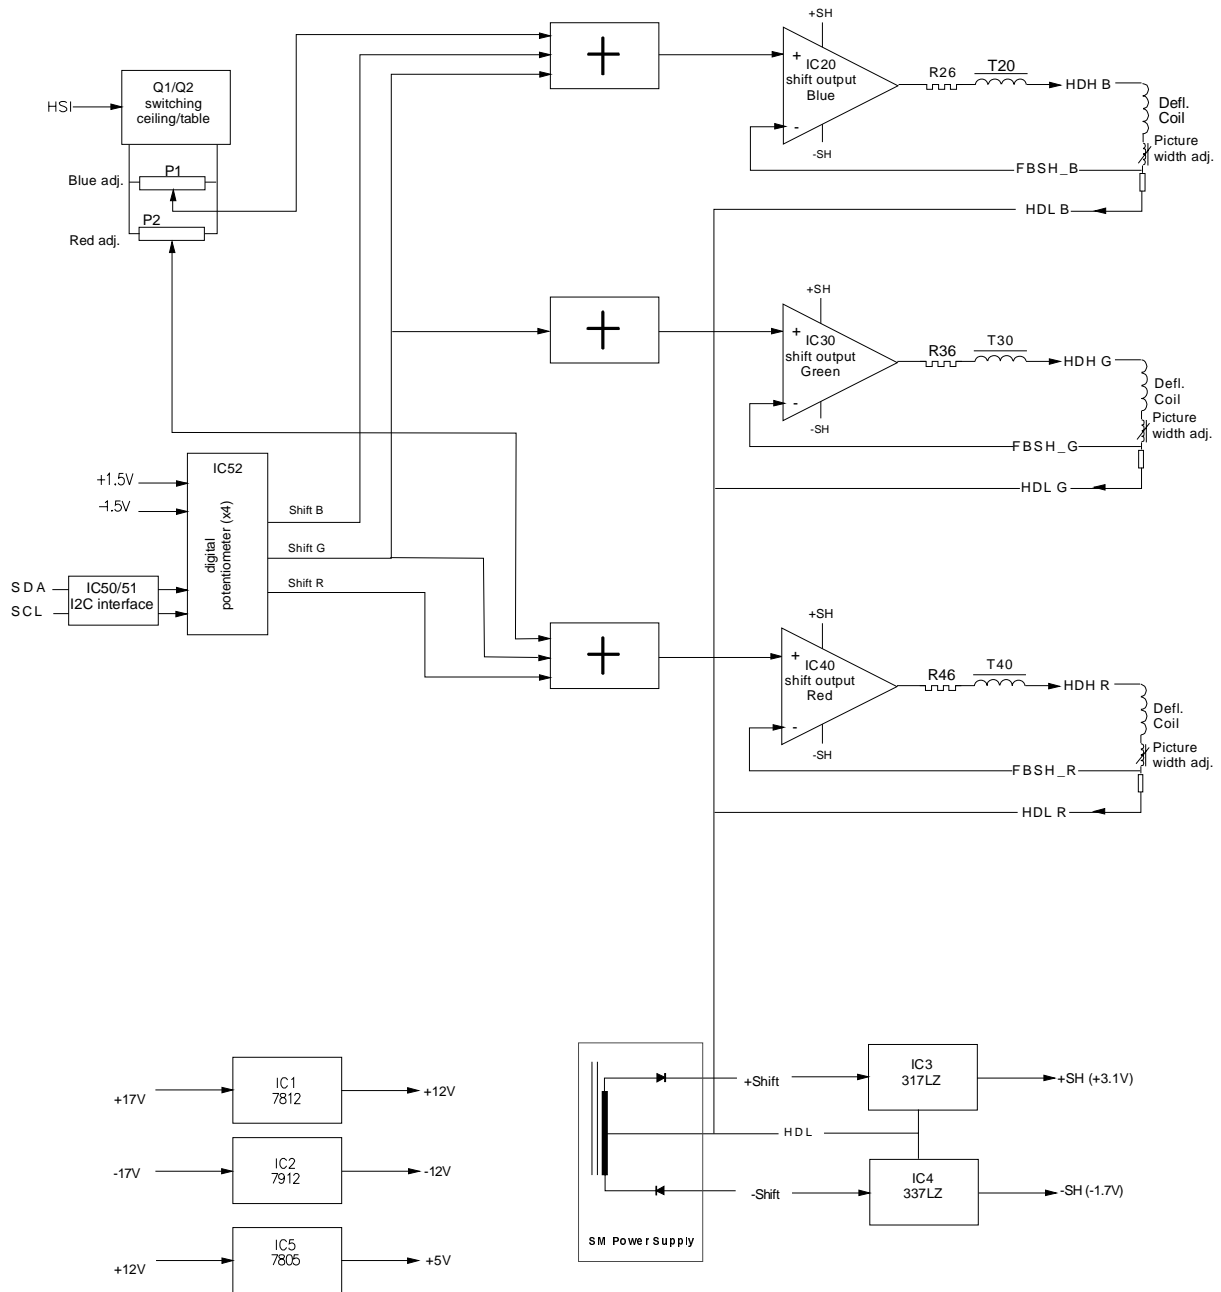 +SH
Q1/Q2
switching
ceiling/table
HSI
IC20
shift output
Blue
+
-
-SH
R26
T20
HDH B
Defl.
Coil
Picture
width adj.
P1
Blue adj.
FBSH_B
HDL B
P2
Red adj.
+SH
+
IC30
shift output
Green
-
-SH
R36
T30
HDH G
Defl.
Coil
Picture
width adj.
FBSH_G
HDL G
+1.5V
-1.5V
IC52
digital
potentiometer (x4)
Shift B
Shift G
Shift R
SDA
SCL
IC50/51
I2C interface
+SH
+
IC40
shift output
Red
-
-SH
R46
T40
HDH R
Defl.
Coil
Picture
width adj.
FBSH_R
HDL R
+17V
IC1
7812
+12V
-17V
IC2
7912
-12V
+12V
IC5
7805
+5V
+Shift
IC3
317LZ
+SH (+3.1V)
HDL
-Shift
IC4
337LZ
-SH (-1.7V)
SM Power Supply